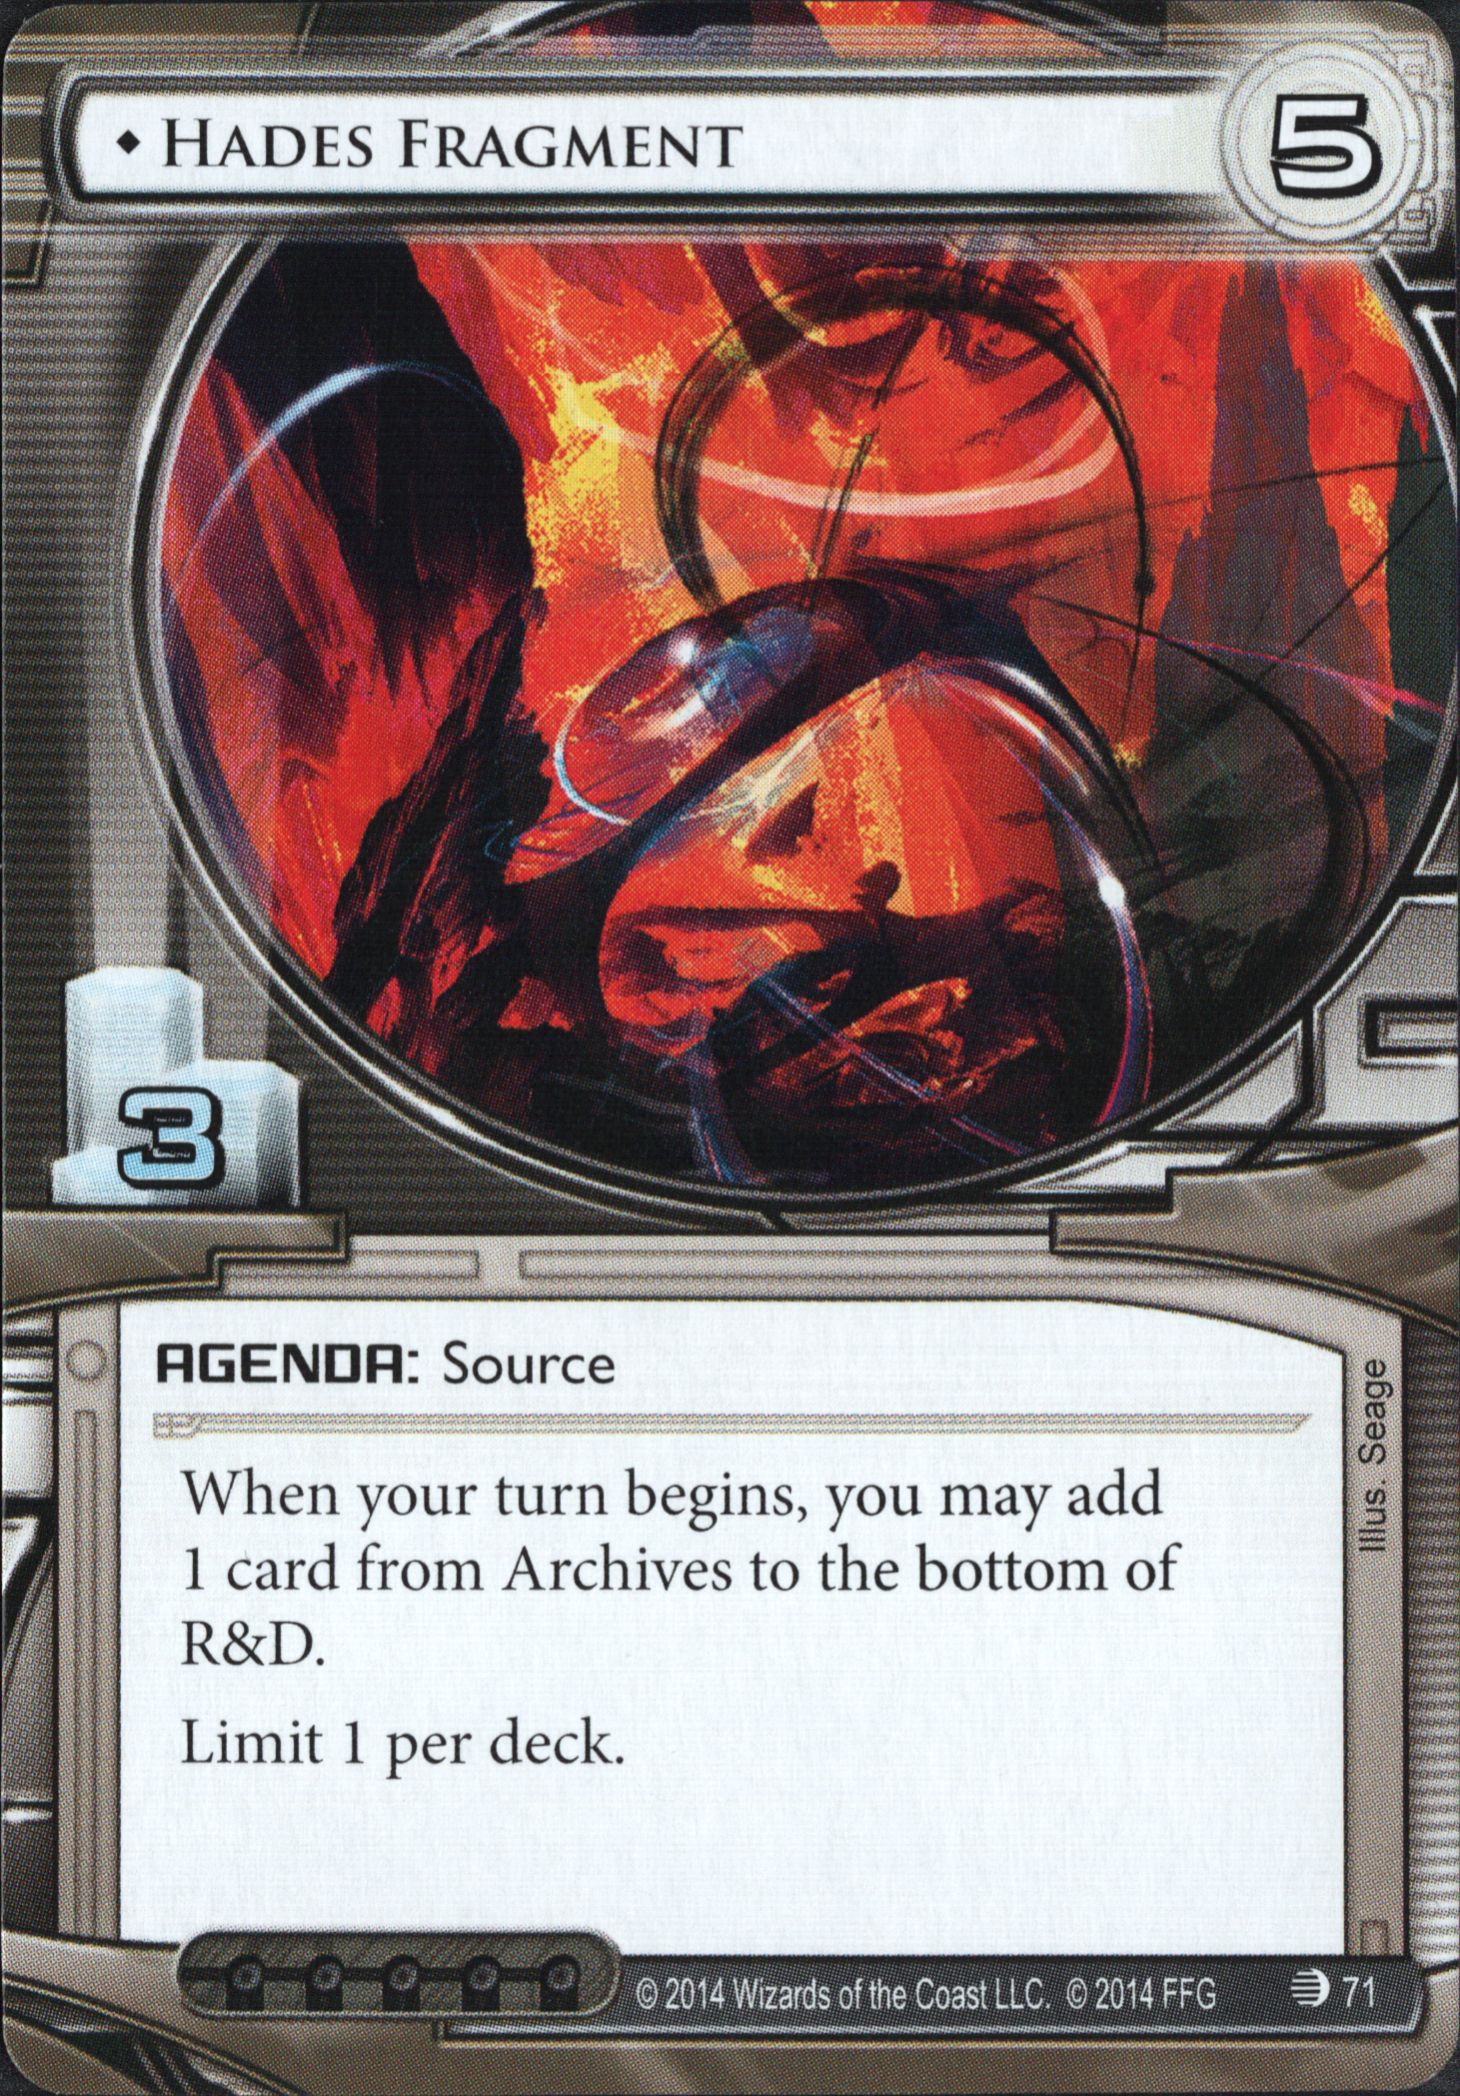 ⬥ HADES FRAGMENT
5
3
AGENDA: Source
When your turn begins, you may add
1 card from Archives to the bottom of
R&D.
Limit 1 per deck.
Illus. Seage
© 2014 Wizards of the Coast LLC. © 2014 FFG 71